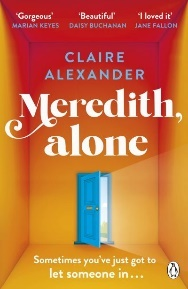 'Gorgeous' 'Beautiful' 'I loved it'
MARIAN KEYES DAISY BUCHANAN JANE FALLON
CLAIRE
ALEXANDER
Meredith,
alone
Sometimes you've just got to
let someone in...